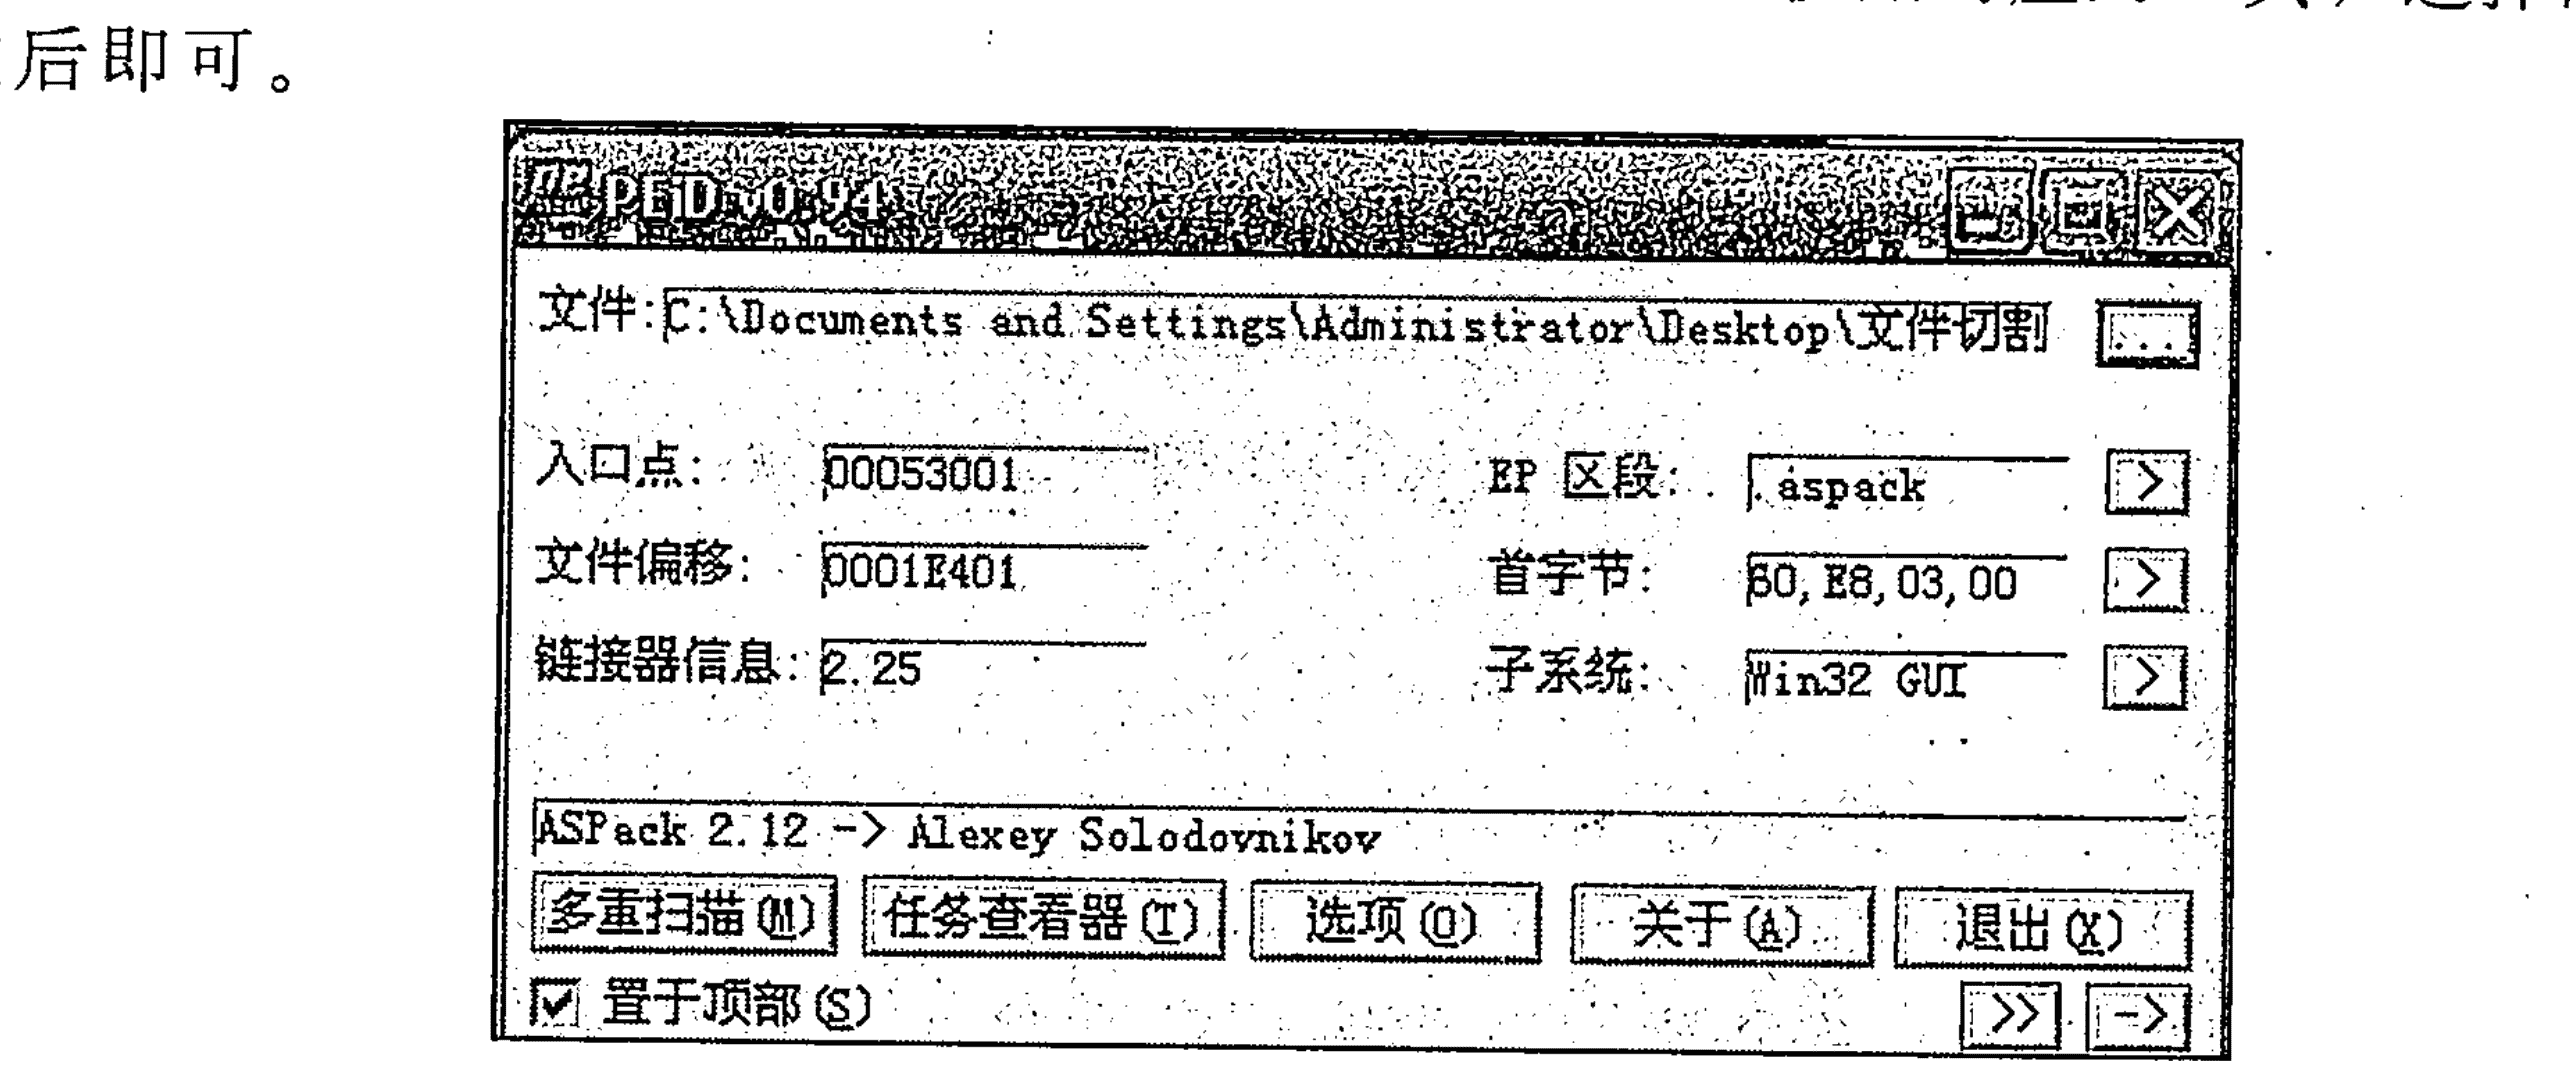 后即可。
PEiD v0.94
文件: C:\Documents and Settings\Administrator\Desktop\文件切割 ...
入口点: 00053001 EP 区段: .aspack >
文件偏移: 0001E401 首字节: 60,E8,03,00 >
链接器信息: 2.25 子系统: Win32 GUI >
ASPack 2.12 -> Alexey Solodovnikov
多重扫描(M) 任务查看器(T) 选项(O) 关于(A) 退出(X)
置于顶部(S) >> ->